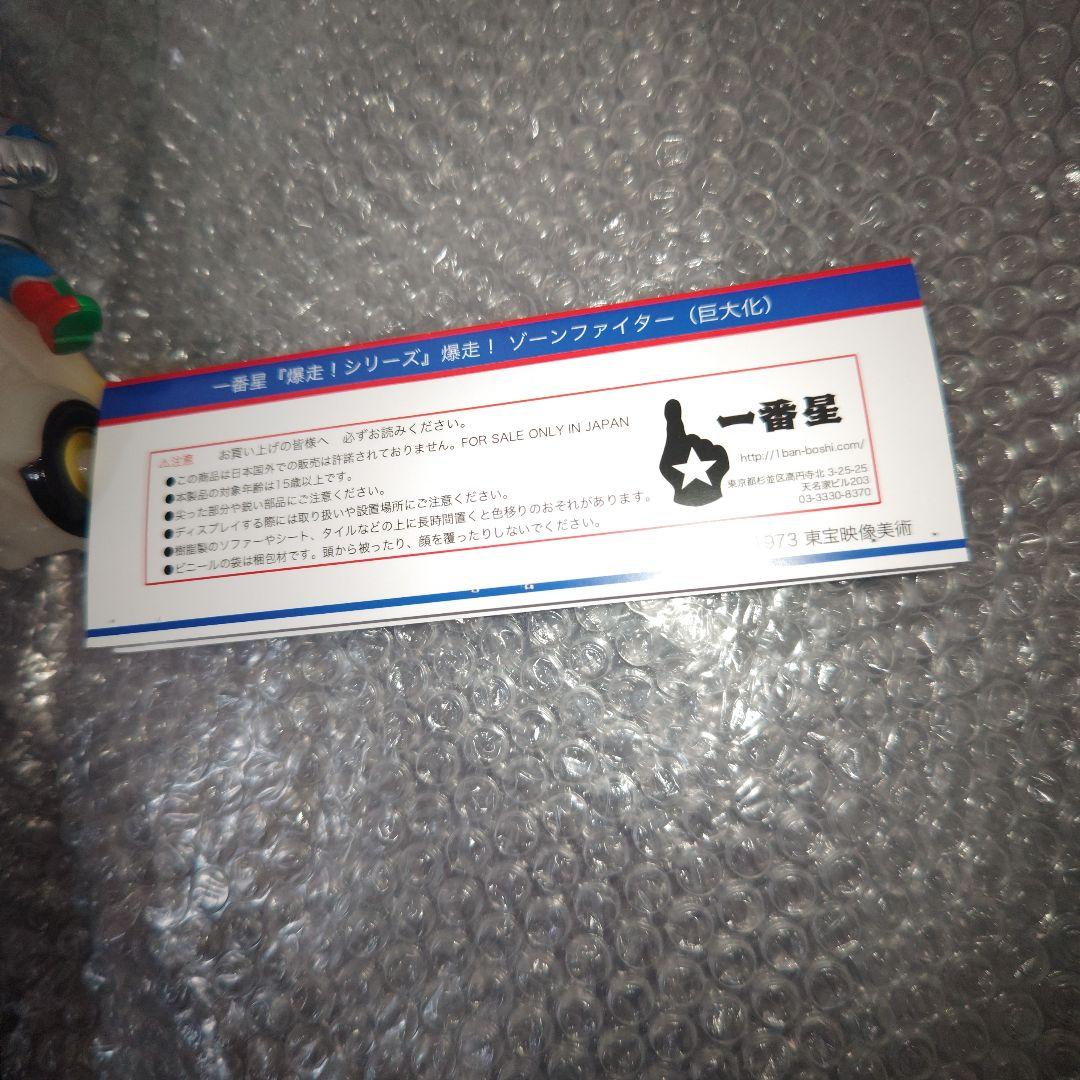 一番星『爆走！シリーズ』爆走！ ゾーンファイター（巨大化）
⚠注意 お買い上げの皆様へ 必ずお読みください。
●この商品は日本国外での販売は許諾されておりません。FOR SALE ONLY IN JAPAN
●本製品の対象年齢は15歳以上です。
●尖った部分や鋭い部品にご注意ください。
●ディスプレイする際には取り扱いや設置場所にご注意ください。
●樹脂製のソファーやシート、タイルなどの上に長時間置くと色移りのおそれがあります。
●ビニールの袋は梱包材です。頭から被ったり、顔を覆ったりしないでください。
一番星
http://1ban-boshi.com/
東京都杉並区高円寺北 3-25-25
天名家ビル203
03-3330-8370
1973 東宝映像美術